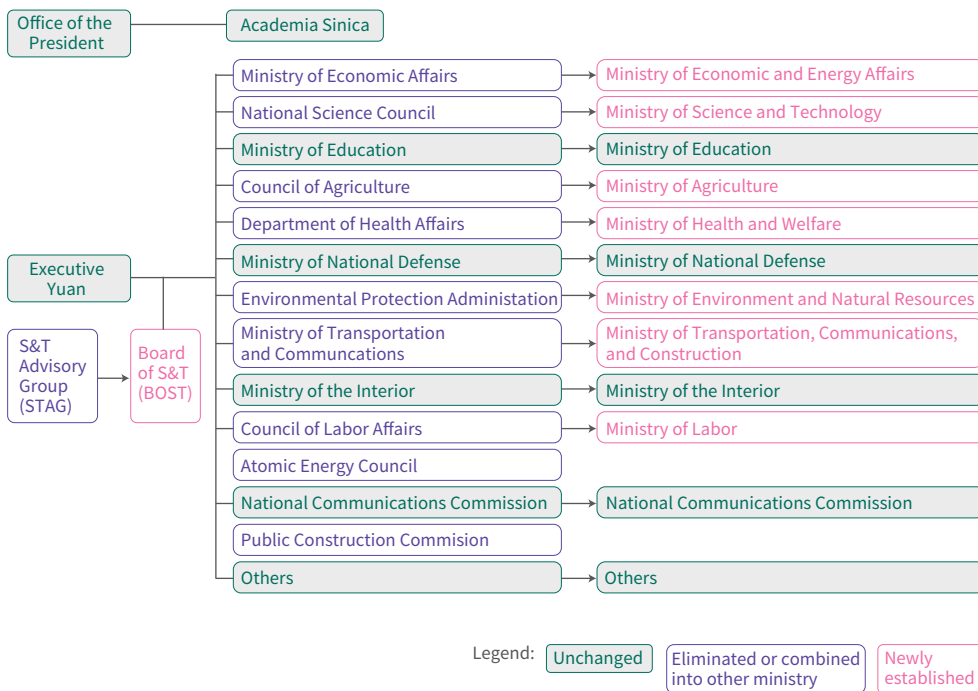 Office of the
President
Academia Sinica
Ministry of Economic Affairs
Ministry of Economic and Energy Affairs
National Science Council
Ministry of Science and Technology
Ministry of Education
Ministry of Education
Council of Agriculture
Ministry of Agriculture
Department of Health Affairs
Ministry of Health and Welfare
Executive
Yuan
Ministry of National Defense
Ministry of National Defense
Environmental Protection Administation
Ministry of Environment and Natural Resources
S&T
Advisory
Group
(STAG)
Board
of S&T
(BOST)
Ministry of Transportation
and Communcations
Ministry of Transportation, Communications,
and Construction
Ministry of the Interior
Ministry of the Interior
Council of Labor Affairs
Ministry of Labor
Atomic Energy Council
National Communications Commission
National Communications Commission
Public Construction Commision
Others
Others
Legend:
Unchanged
Eliminated or combined
into other ministry
Newly
established